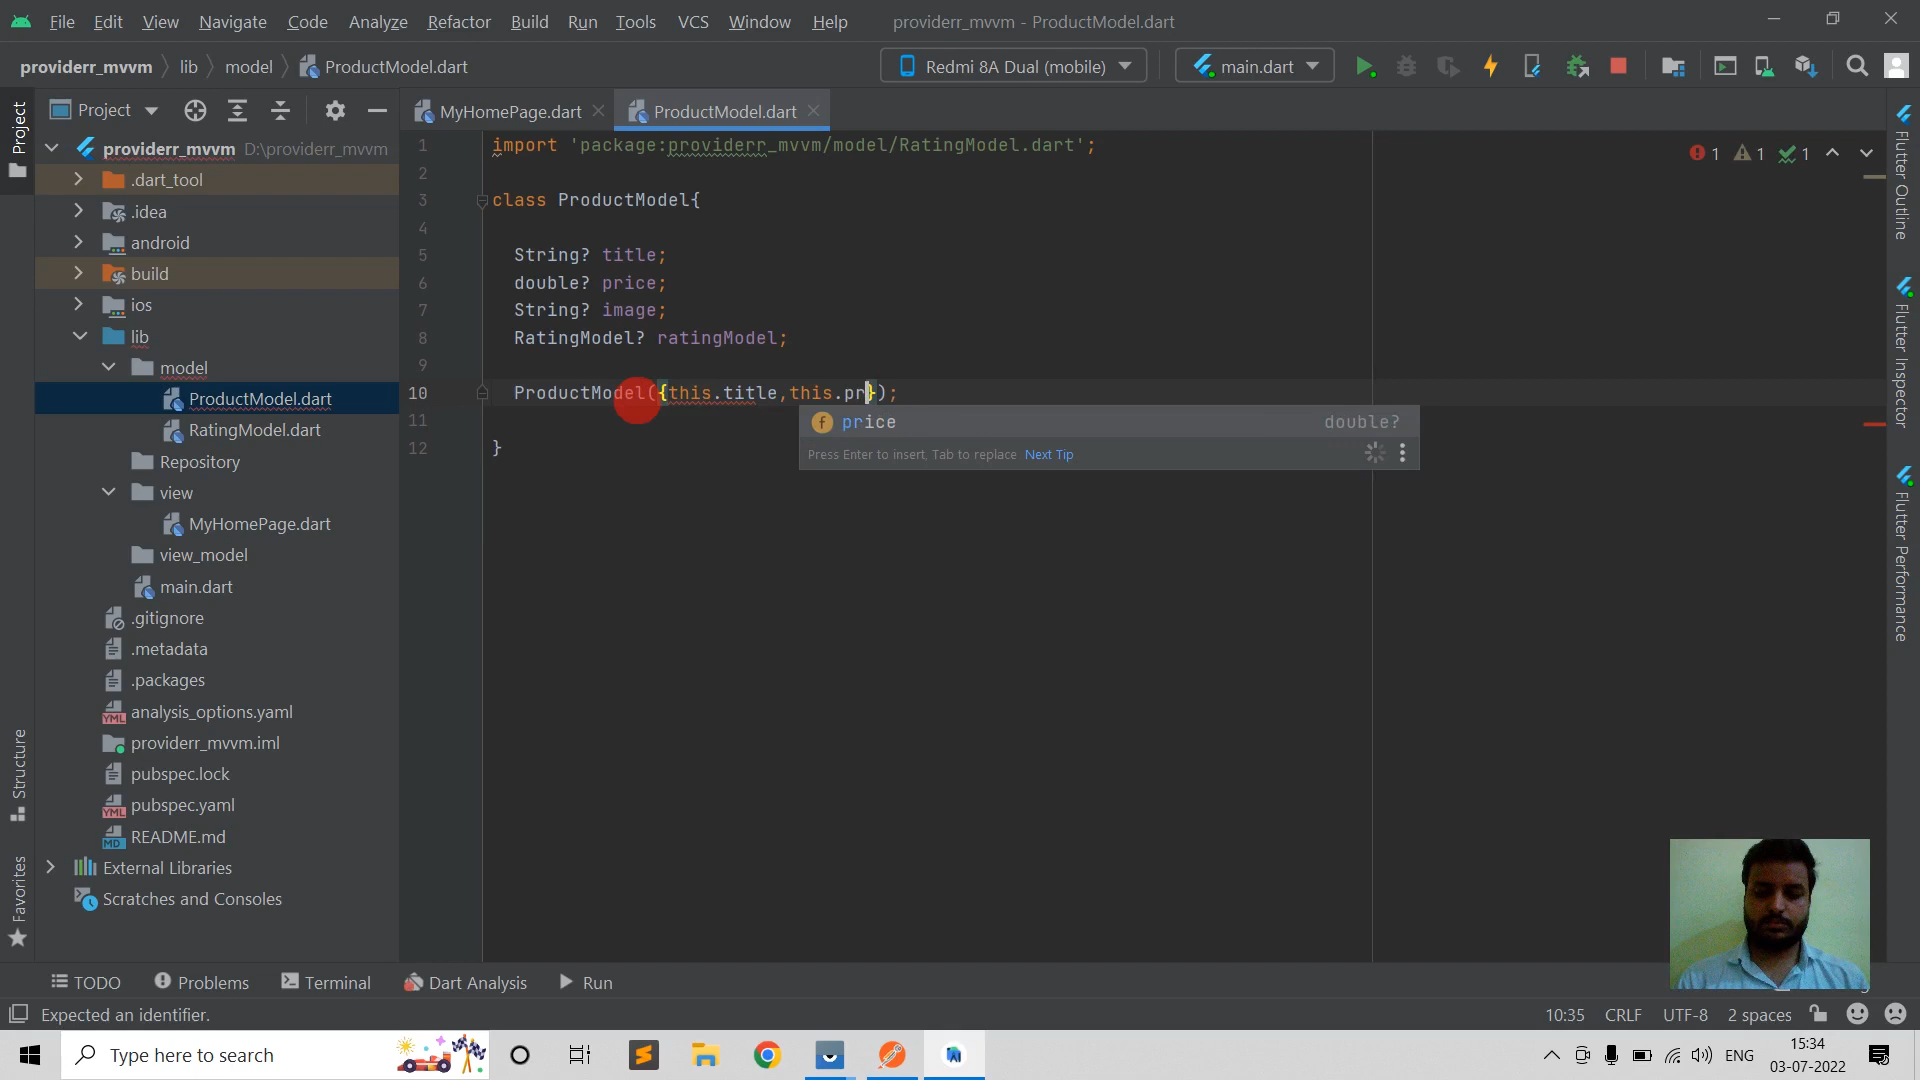 File Edit View Navigate Code Analyze Refactor Build Run Tools VCS Window Help providerr_mvvm - ProductModel.dart
providerr_mvvm lib model ProductModel.dart Redmi 8A Dual (mobile) main.dart
Project MyHomePage.dart ProductModel.dart
providerr_mvvm D:\providerr_mvvm
.dart_tool
.idea
android
build
ios
lib
model
ProductModel.dart
RatingModel.dart
Repository
view
MyHomePage.dart
view_model
main.dart
.gitignore
.metadata
.packages
analysis_options.yaml
providerr_mvvm.iml
pubspec.lock
pubspec.yaml
README.md
External Libraries
Scratches and Consoles
1 import 'package:providerr_mvvm/model/RatingModel.dart';
2
3 class ProductModel{
4
5 String? title;
6 double? price;
7 String? image;
8 RatingModel? ratingModel;
9
10 ProductModel({this.title,this.pr});
11
12 }
f price double?
Press Enter to insert, Tab to replace Next Tip
1 1 1
Project
Structure
Favorites
Flutter Outline
Flutter Inspector
Flutter Performance
TODO Problems Terminal Dart Analysis Run
Expected an identifier. 10:35 CRLF UTF-8 2 spaces
Type here to search ENG 15:34
03-07-2022